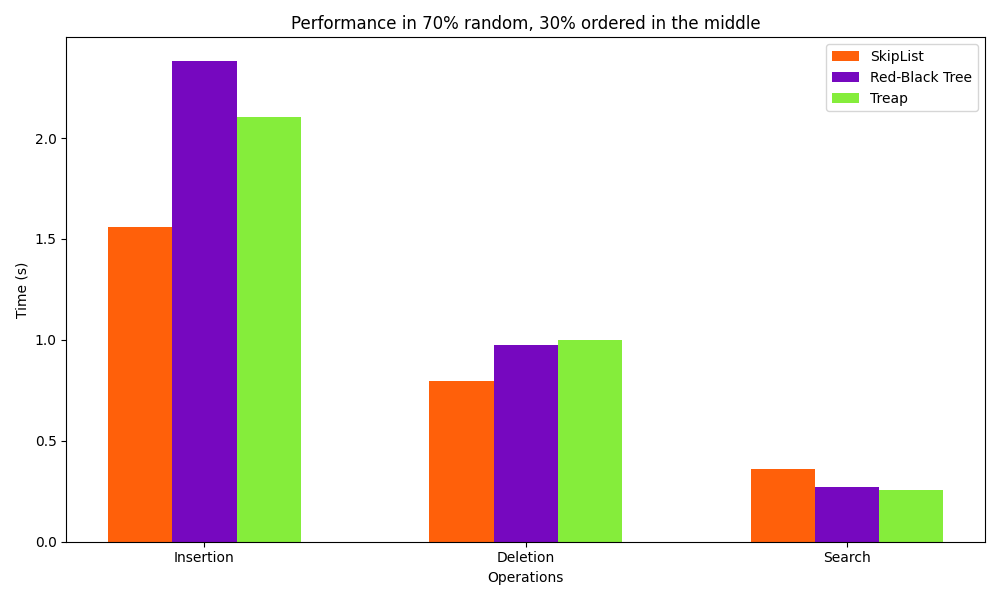 Performance in 70% random, 30% ordered in the middle
SkipList
Red-Black Tree
Treap
Time (s)
2.0
1.5
1.0
0.5
0.0
Insertion
Deletion
Search
Operations